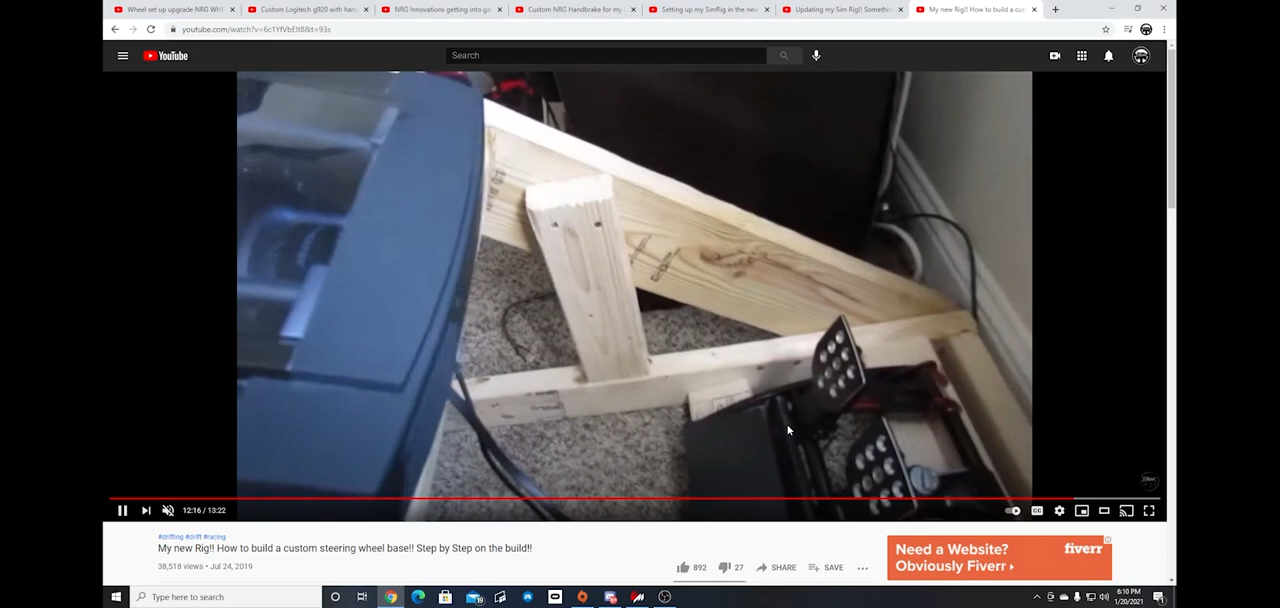 Wheel set up upgrade NRG WH
Custom Logitech g920 with han
NRG Innovations getting into ga
Custom NRG Handbrake for my
Setting up my SimRig in the new
Updating my Sim Rig!! Somethin
My new Rig!! How to build a cus
youtube.com/watch?v=6c1YfVbEIt8&t=93s
YouTube
Search
12:16 / 13:22
CC
#drifting #drift #racing
My new Rig!! How to build a custom steering wheel base!! Step by Step on the build!!
38,518 views • Jul 24, 2019
892
27
SHARE
SAVE
Need a Website?
Obviously Fiverr
fiverr
Type here to search
6:10 PM
1/20/2021